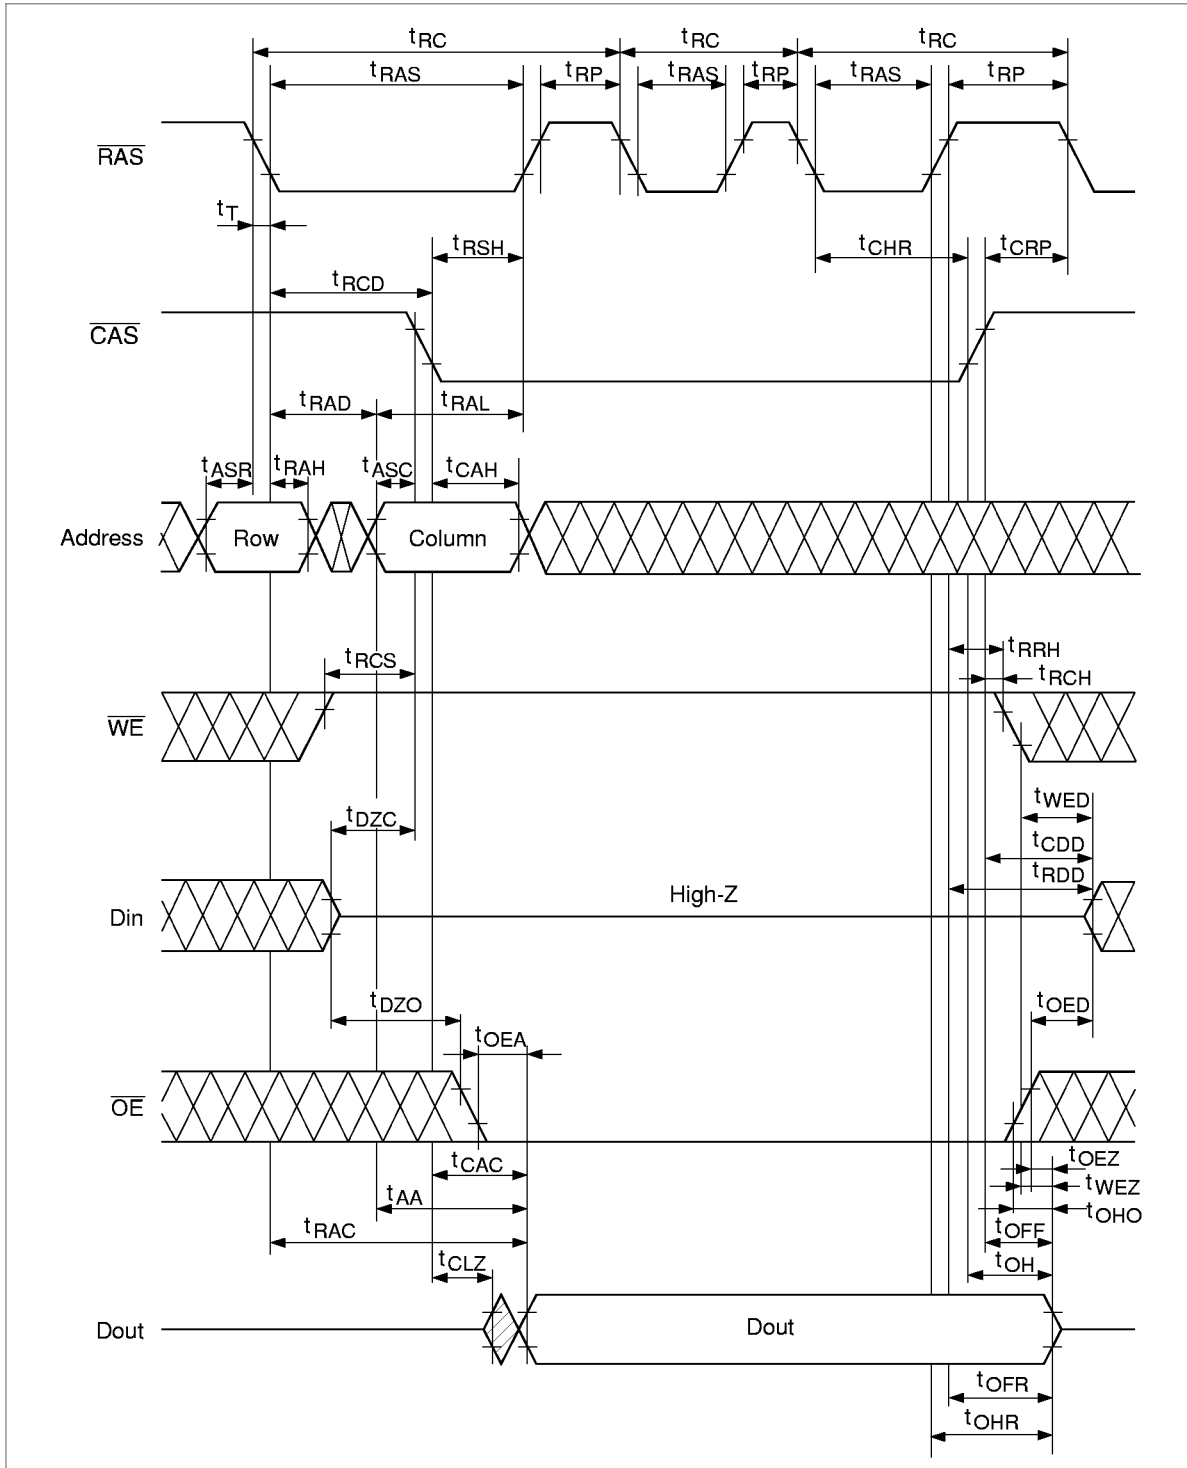 tRC tRC tRC
tRAS tRP tRAS tRP tRAS tRP
RAS
tT
tRSH tCHR tCRP
tRCD
CAS
tRAD tRAL
tASR tRAH tASC tCAH
Address Row Column
tRRH
tRCS tRCH
WE
tWED
tDZC
tCDD
tRDD
High-Z
Din
tDZO tOED
tOEA
OE
tCAC tOEZ
tAA tWEZ
tRAC tOHO
tOFF
tCLZ tOH
Dout Dout
tOFR
tOHR